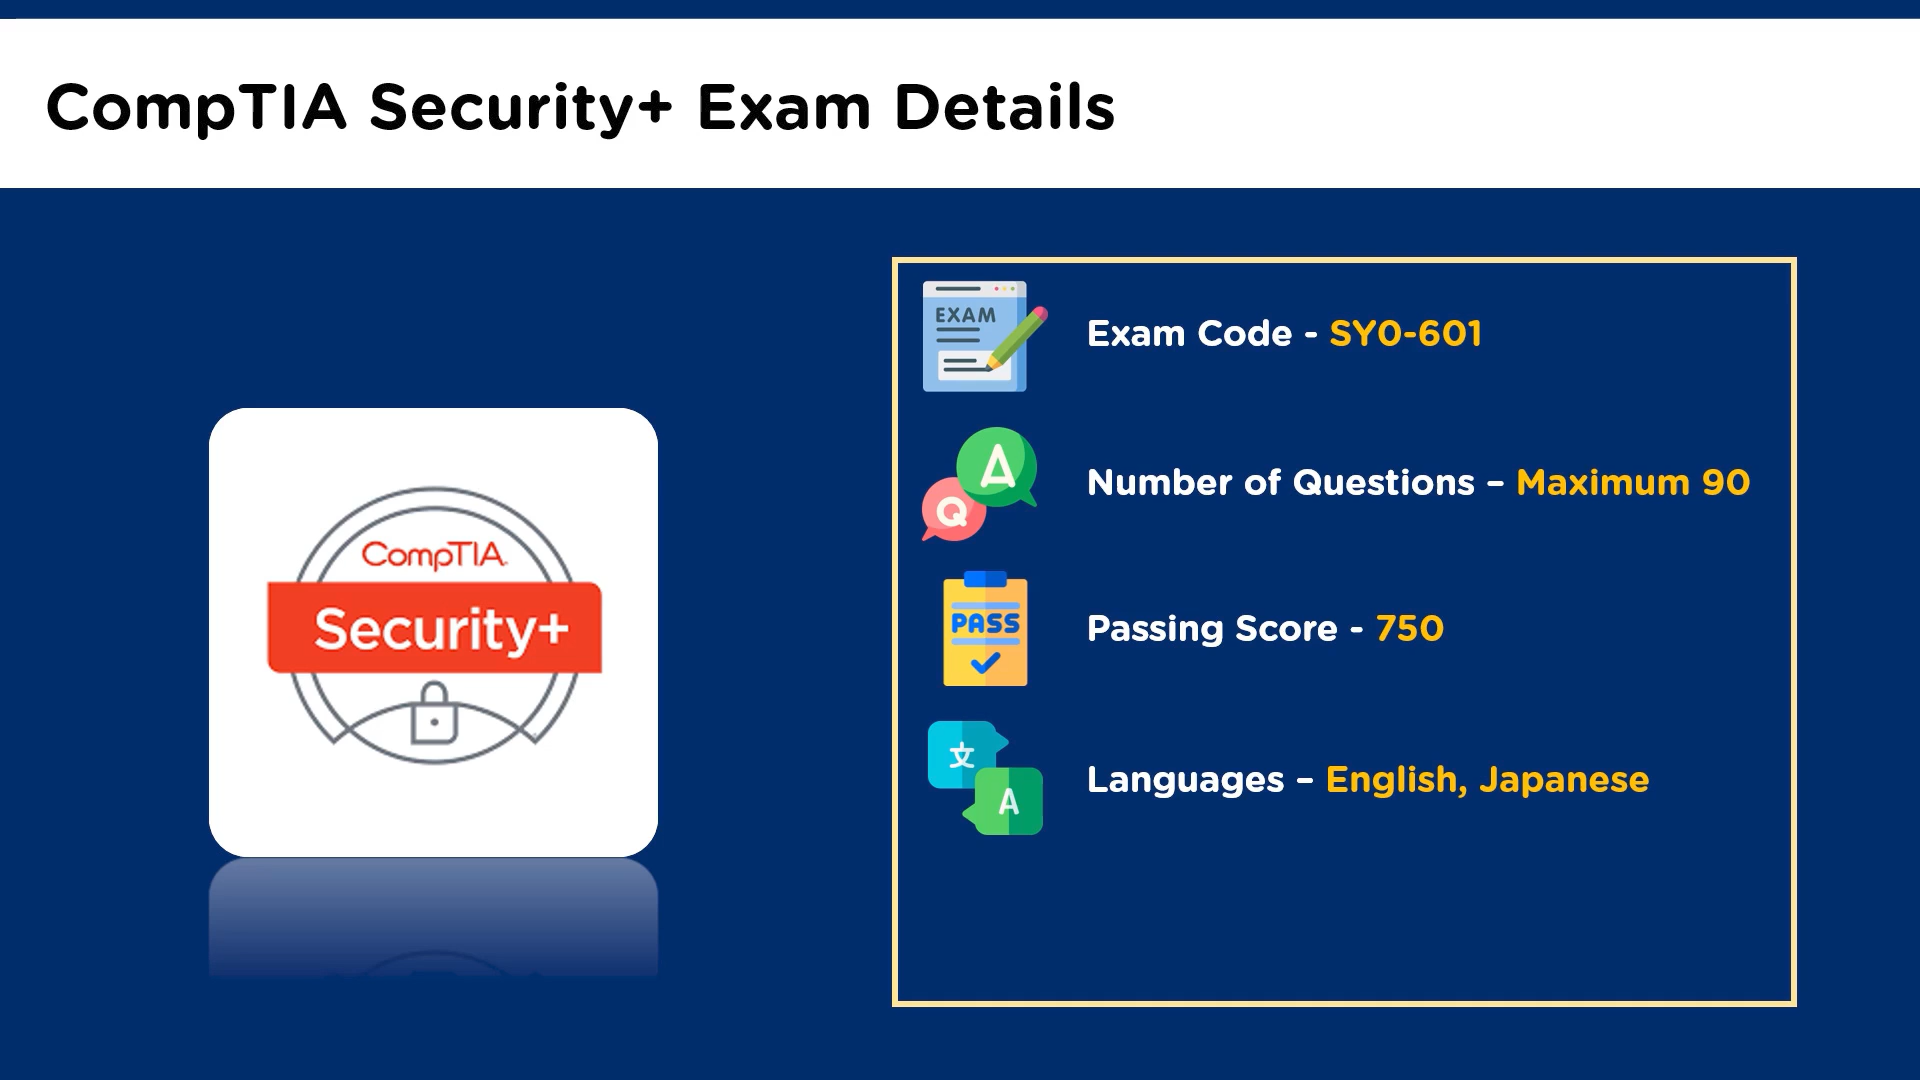 CompTIA Security+ Exam Details
CompTIA
Security+
EXAM
Exam Code - SY0-601
A
Q
Number of Questions – Maximum 90
PASS
Passing Score - 750
文
A
Languages – English, Japanese